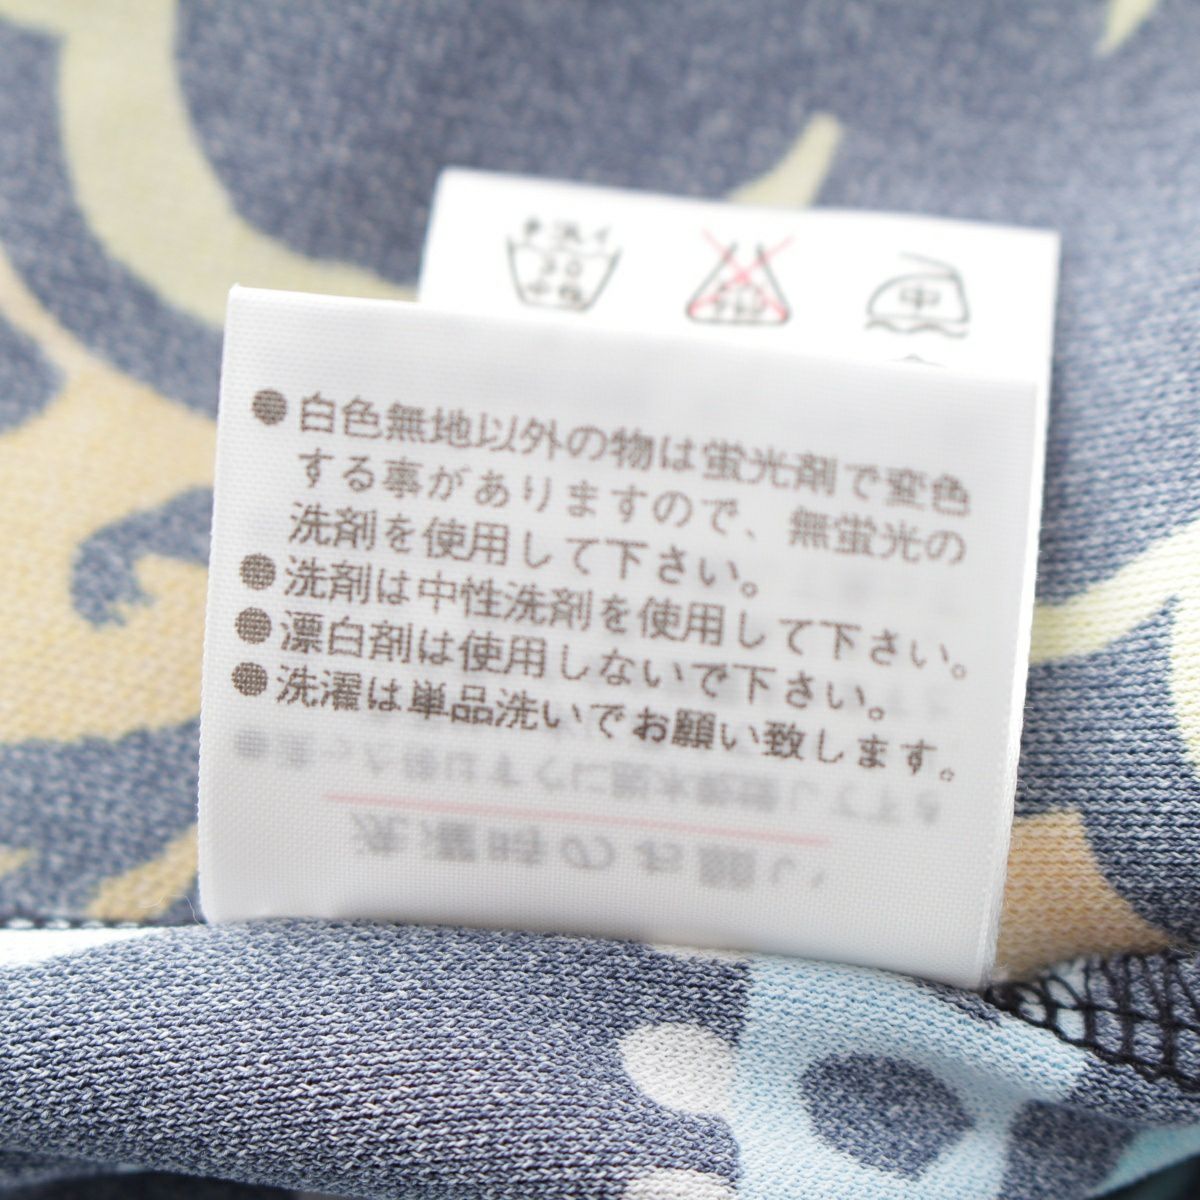 中
●白色無地以外の物は蛍光剤で変色
する事がありますので、無蛍光の
洗剤を使用して下さい。
●洗剤は中性洗剤を使用して下さい。
●漂白剤は使用しないで下さい。
●洗濯は単品洗いでお願い致します。